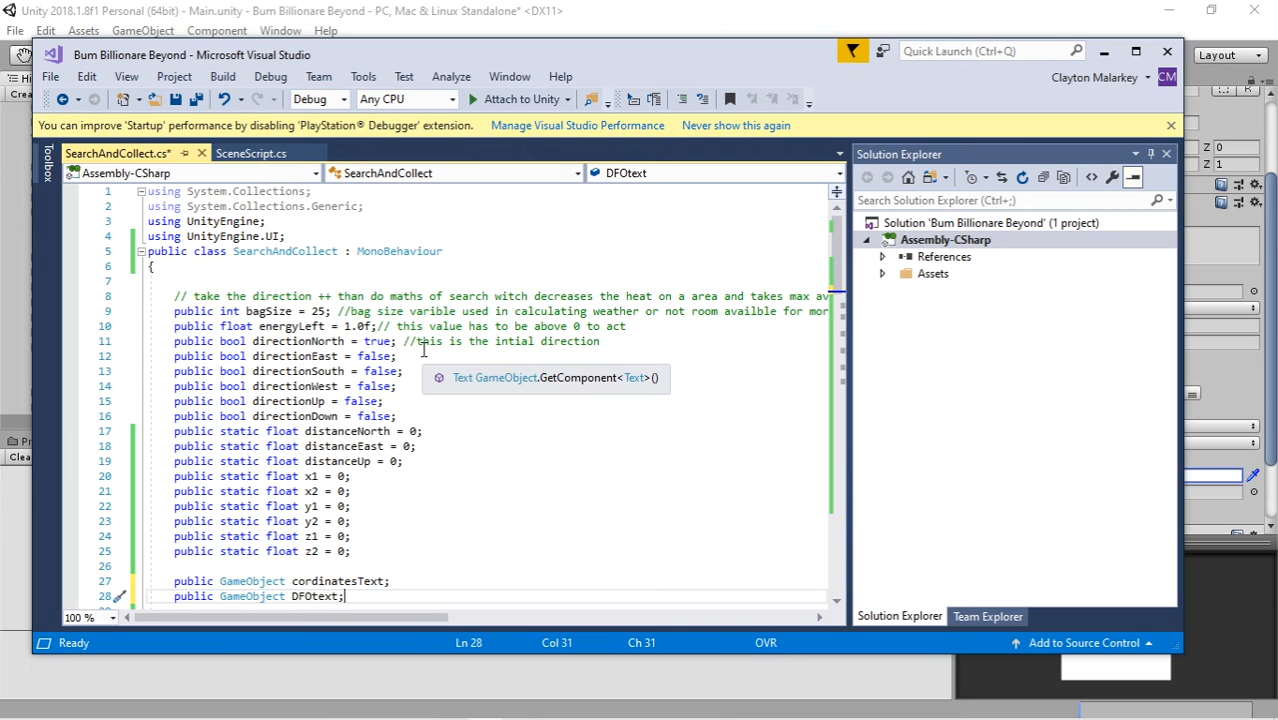 Unity 2018.1.8f1 Personal (64bit) - Main.unity - Bum Billionare Beyond - PC, Mac & Linux Standalone* <DX11>
File Edit Assets GameObject Component Window Help
Layout
Bum Billionare Beyond - Microsoft Visual Studio
Quick Launch (Ctrl+Q)
File Edit View Project Build Debug Team Tools Test Analyze Window Help
Clayton Malarkey CM
Debug Any CPU Attach to Unity
You can improve 'Startup' performance by disabling 'PlayStation® Debugger' extension. Manage Visual Studio Performance Never show this again
Toolbox
SearchAndCollect.cs* SceneScript.cs
Assembly-CSharp SearchAndCollect DFOtext
1 using System.Collections;
2 using System.Collections.Generic;
3 using UnityEngine;
4 using UnityEngine.UI;
5 public class SearchAndCollect : MonoBehaviour
6 {
7
8 // take the direction ++ than do maths of search witch decreases the heat on a area and takes max av
9 public int bagSize = 25; //bag size varible used in calculating weather or not room availble for mor
10 public float energyLeft = 1.0f;// this value has to be above 0 to act
11 public bool directionNorth = true; //this is the intial direction
12 public bool directionEast = false;
13 public bool directionSouth = false;
14 public bool directionWest = false;
15 public bool directionUp = false;
16 public bool directionDown = false;
17 public static float distanceNorth = 0;
18 public static float distanceEast = 0;
19 public static float distanceUp = 0;
20 public static float x1 = 0;
21 public static float x2 = 0;
22 public static float y1 = 0;
23 public static float y2 = 0;
24 public static float z1 = 0;
25 public static float z2 = 0;
26
27 public GameObject cordinatesText;
28 public GameObject DFOtext;
Text GameObject.GetComponent<Text>()
100 %
Solution Explorer
Search Solution Explorer (Ctrl+;)
Solution 'Bum Billionare Beyond' (1 project)
Assembly-CSharp
References
Assets
Solution Explorer Team Explorer
Ready Ln 28 Col 31 Ch 31 OVR Add to Source Control
Z 0
Z 1